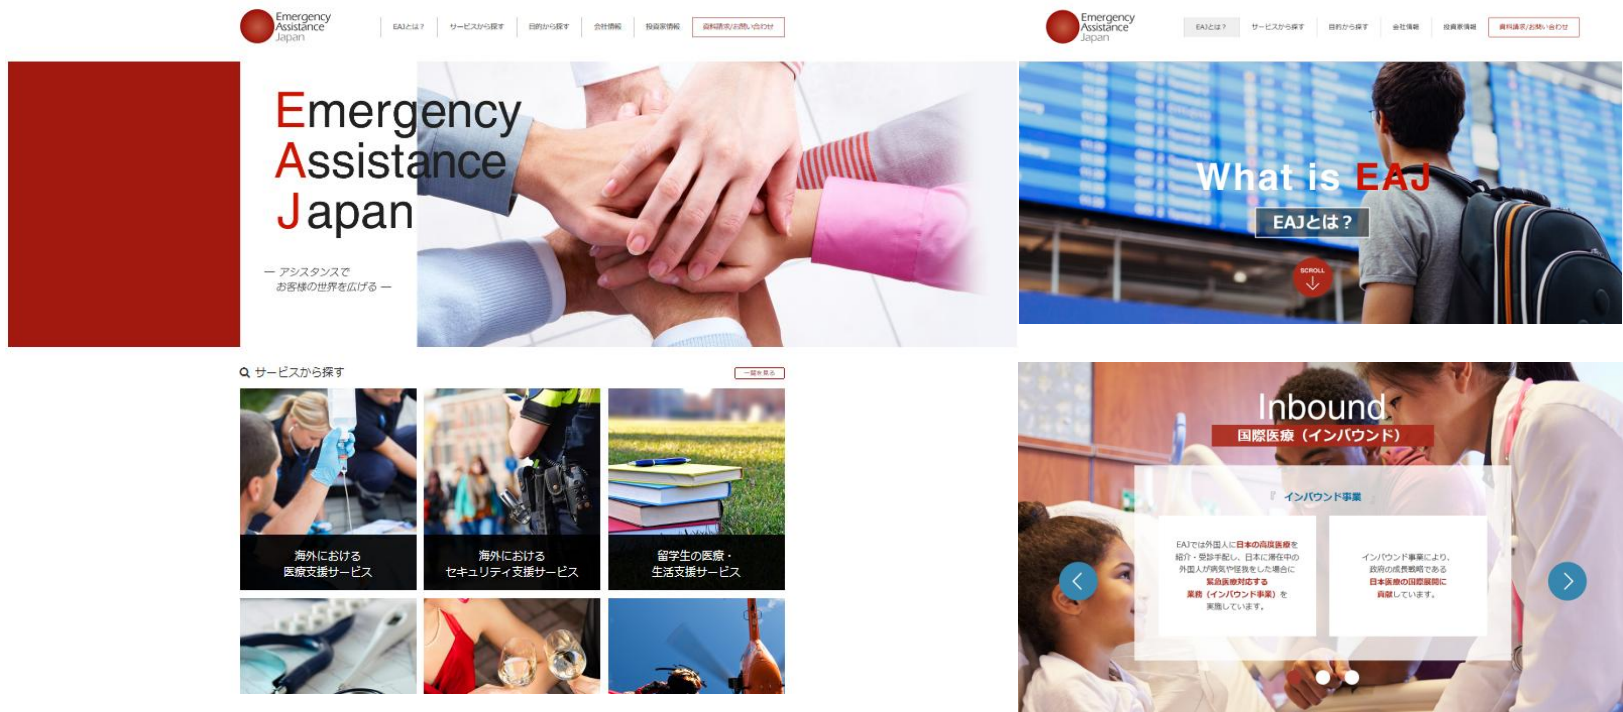 Emergency
Assistance
Japan
EAJとは?
サービスから探す
目的から探す
会社情報
投資家情報
資料請求/お問い合わせ
Emergency
Assistance
Japan
― アシスタンスで
お客様の世界を広げる ―
サービスから探す
一覧を見る
海外における
医療支援サービス
海外における
セキュリティ支援サービス
留学生の医療・
生活支援サービス
Emergency
Assistance
Japan
EAJとは?
サービスから探す
目的から探す
会社情報
投資家情報
資料請求/お問い合わせ
What is EAJ
EAJとは?
SCROLL
Inbound
国際医療(インバウンド)
『 インバウンド事業
EAJでは外国人に日本の高度医療を
紹介・受診手配し、日本に滞在中の
外国人が病気や怪我をした場合に
緊急医療対応する
業務(インバウンド事業)を
実施しています。
インバウンド事業により、
政府の成長戦略である
日本医療の国際展開に
貢献しています。